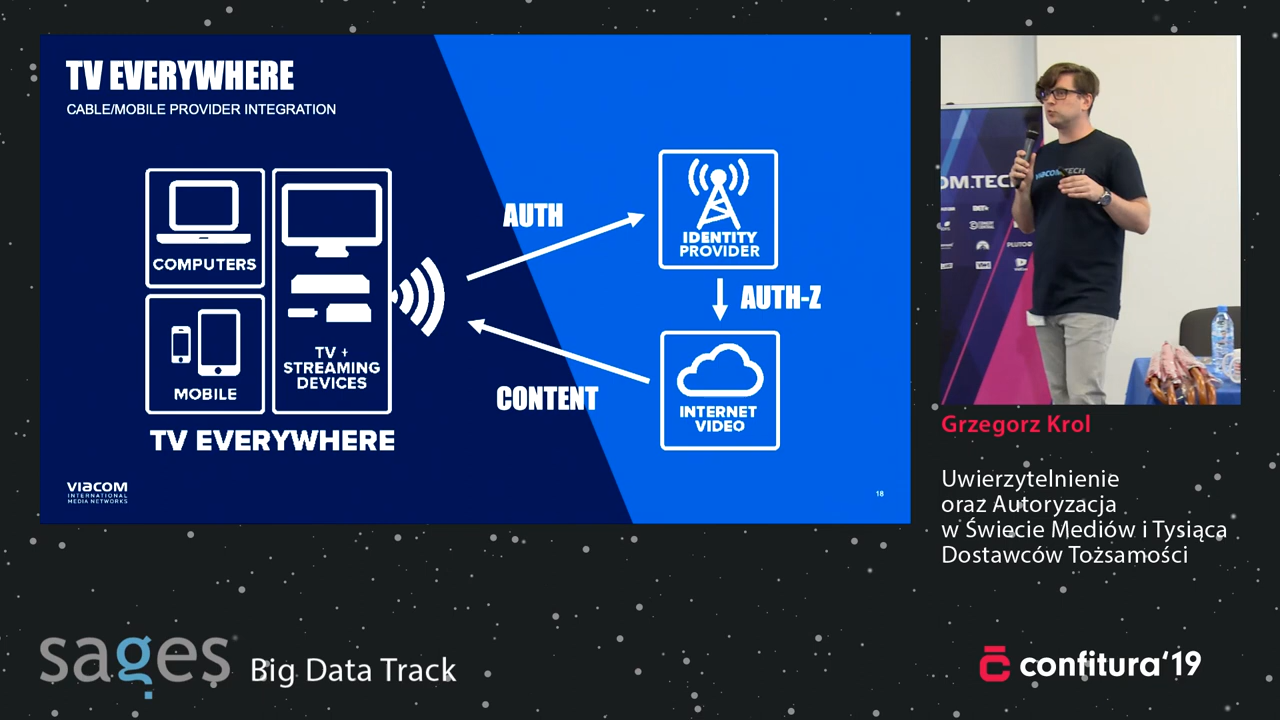 TV EVERYWHERE
CABLE/MOBILE PROVIDER INTEGRATION
COMPUTERS
MOBILE
TV +
STREAMING
DEVICES
TV EVERYWHERE
AUTH
CONTENT
IDENTITY
PROVIDER
AUTH-Z
INTERNET
VIDEO
VIACOM
INTERNATIONAL
MEDIA NETWORKS
18
Grzegorz Krol
Uwierzytelnienie
oraz Autoryzacja
w Świecie Mediów i Tysiąca
Dostawców Tożsamości
sages
Big Data Track
confitura'19